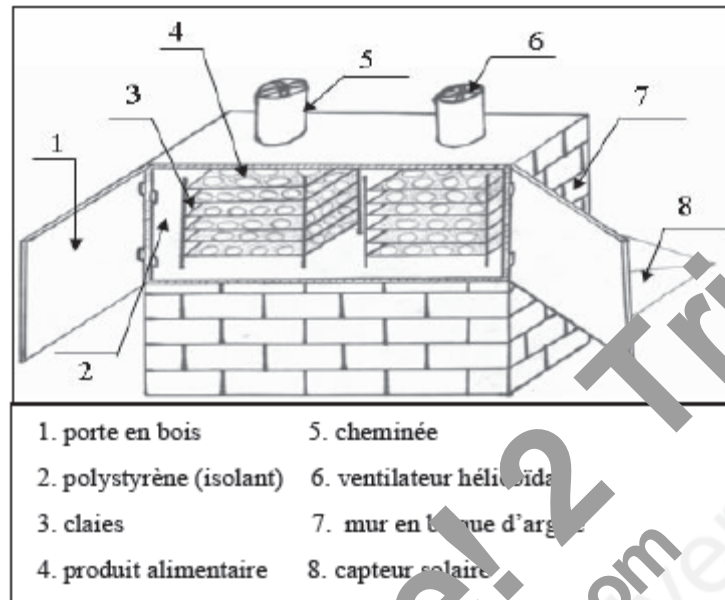 4
6
5
3
7
1
8
2
1. porte en bois 5. cheminée
2. polystyrène (isolant) 6. ventilateur
3. claies 7. mur en
4. produit alimentaire 8. capteur solaire